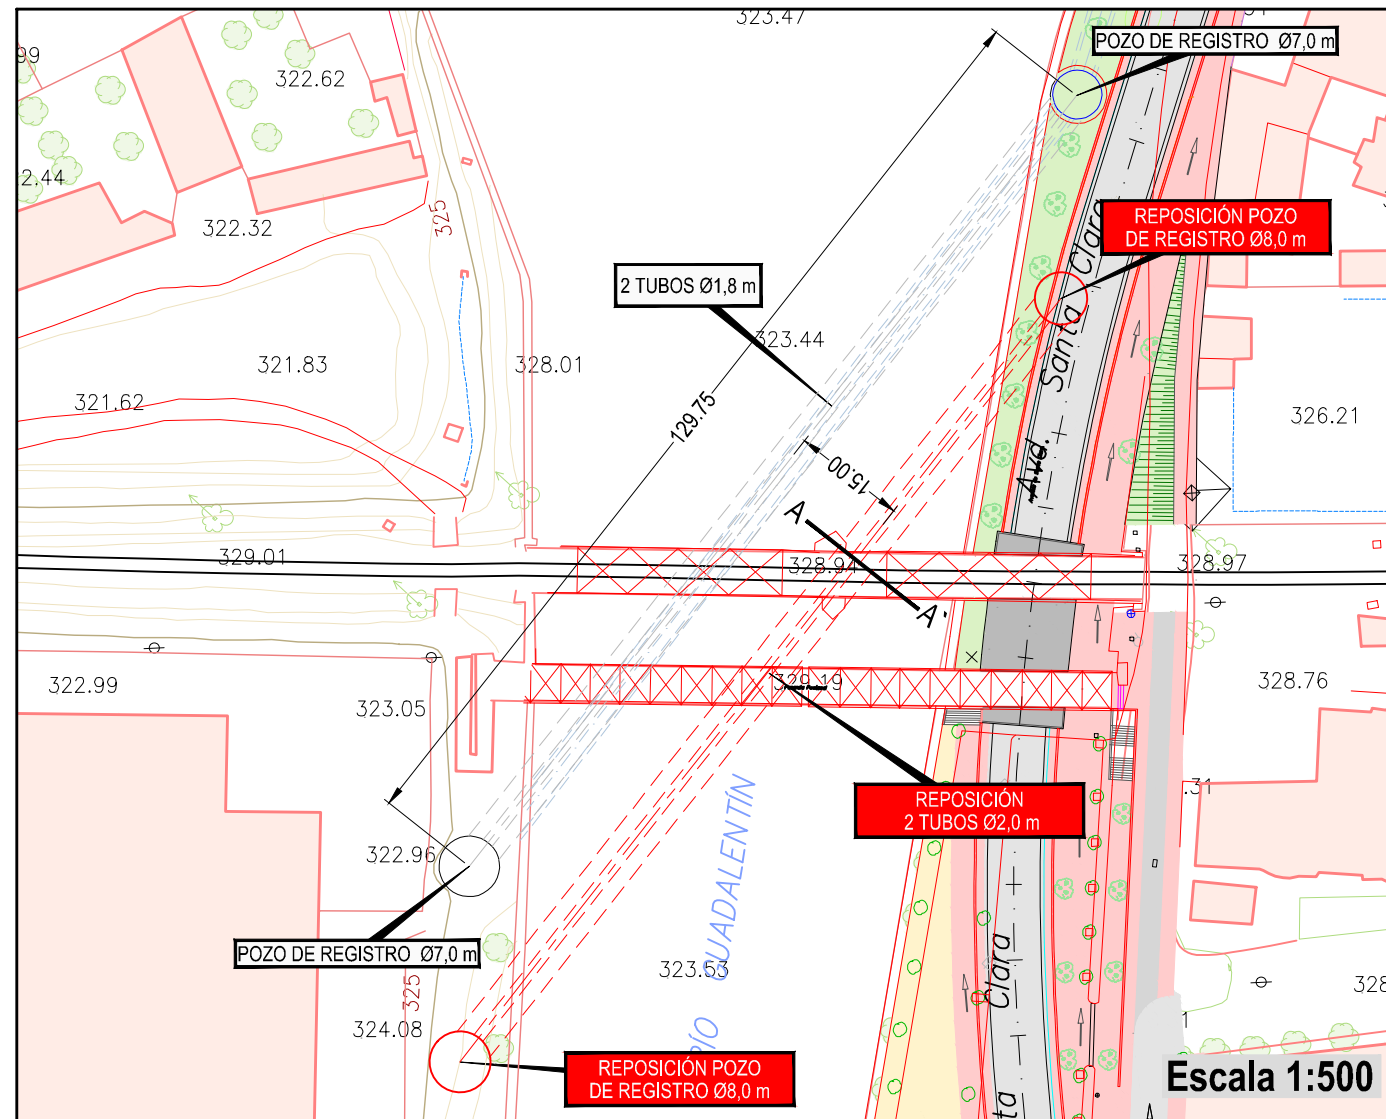 323.47
POZO DE REGISTRO Ø7,0 m
99
322.62
2.44
322.32
325
REPOSICIÓN POZO
DE REGISTRO Ø8,0 m
2 TUBOS Ø1,8 m
323.44
321.83
328.01
321.62
129.75
Avd. Santa Clara
326.21
15.00
A
329.01
328.94
328.97
A'
322.99
323.05
329.19
328.76
REPOSICIÓN
2 TUBOS Ø2,0 m
.31
322.96
POZO DE REGISTRO Ø7,0 m
RÍO GUADALENTÍN
323.53
325
324.08
Clara
328
REPOSICIÓN POZO
DE REGISTRO Ø8,0 m
1
ta
Escala 1:500